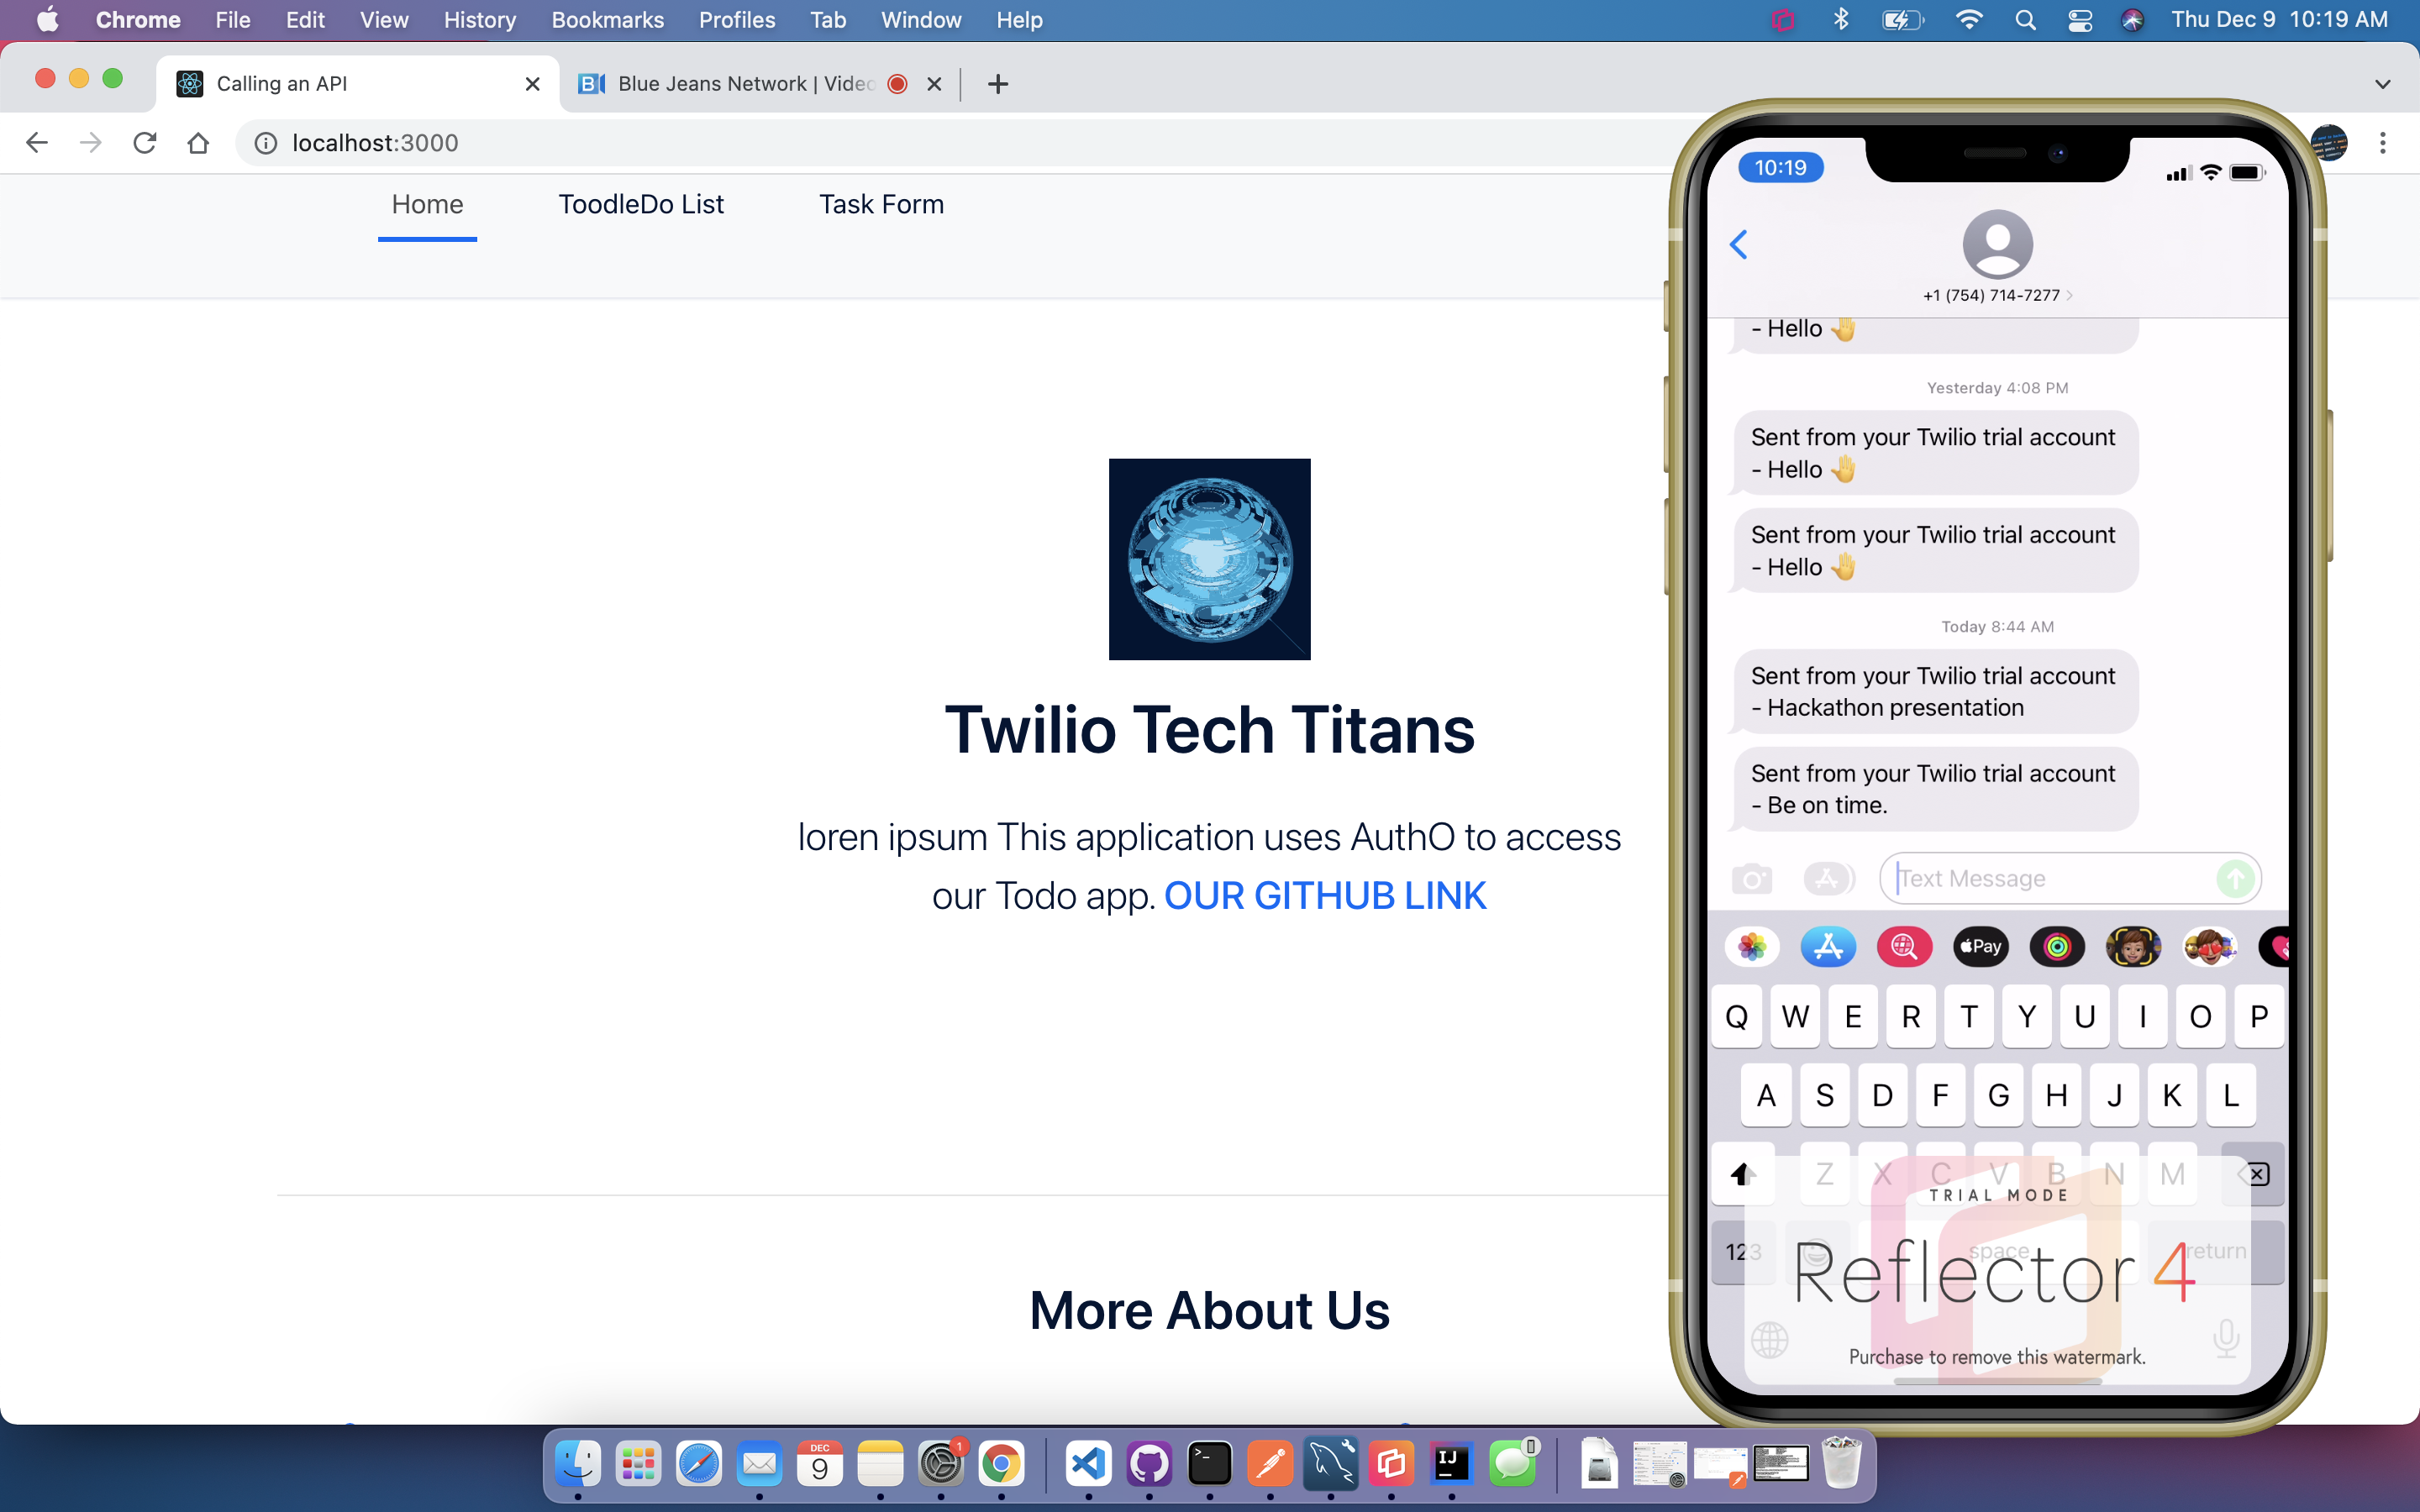 Chrome File Edit View History Bookmarks Profiles Tab Window Help Thu Dec 9 10:19 AM
Calling an API
Blue Jeans Network | Video
localhost:3000
Home ToodleDo List Task Form
Twilio Tech Titans
loren ipsum This application uses AuthO to access
our Todo app. OUR GITHUB LINK
More About Us
10:19
+1 (754) 714-7277
- Hello 🤚
Yesterday 4:08 PM
Sent from your Twilio trial account
- Hello 🤚
Sent from your Twilio trial account
- Hello 🤚
Today 8:44 AM
Sent from your Twilio trial account
- Hackathon presentation
Sent from your Twilio trial account
- Be on time.
Text Message
Pay
Q W E R T Y U I O P
A S D F G H J K L
Z X C V B N M
TRIAL MODE
123 space return
Reflector 4
Purchase to remove this watermark.
DEC
9
1
IJ